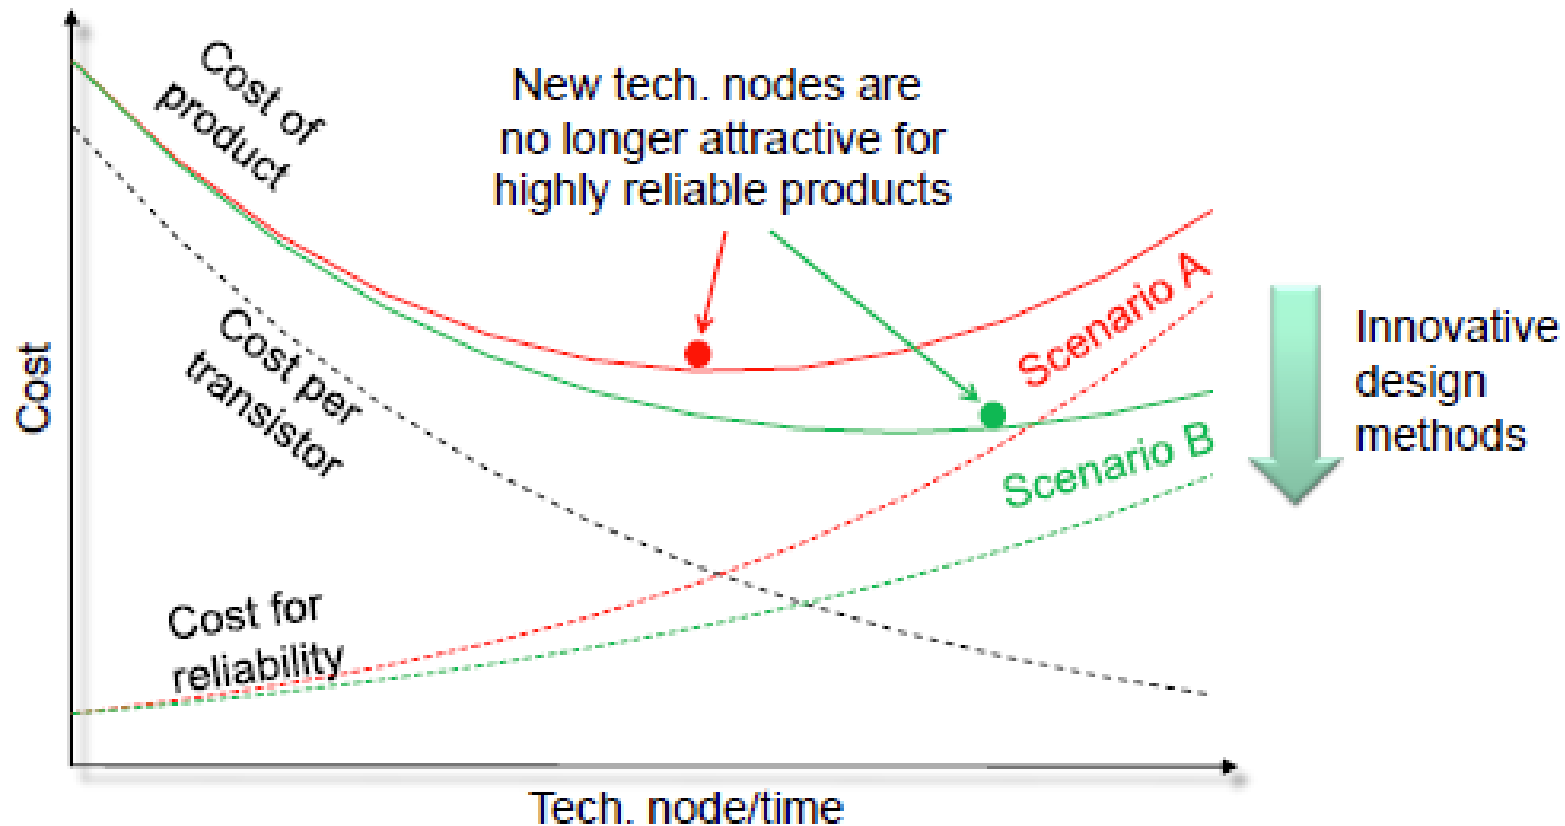 Cost of
product
New tech. nodes are
no longer attractive for
highly reliable products
Cost per
transistor
Scenario A
Scenario B
Innovative
design
methods
Cost for
reliability
Cost
Tech. node/time